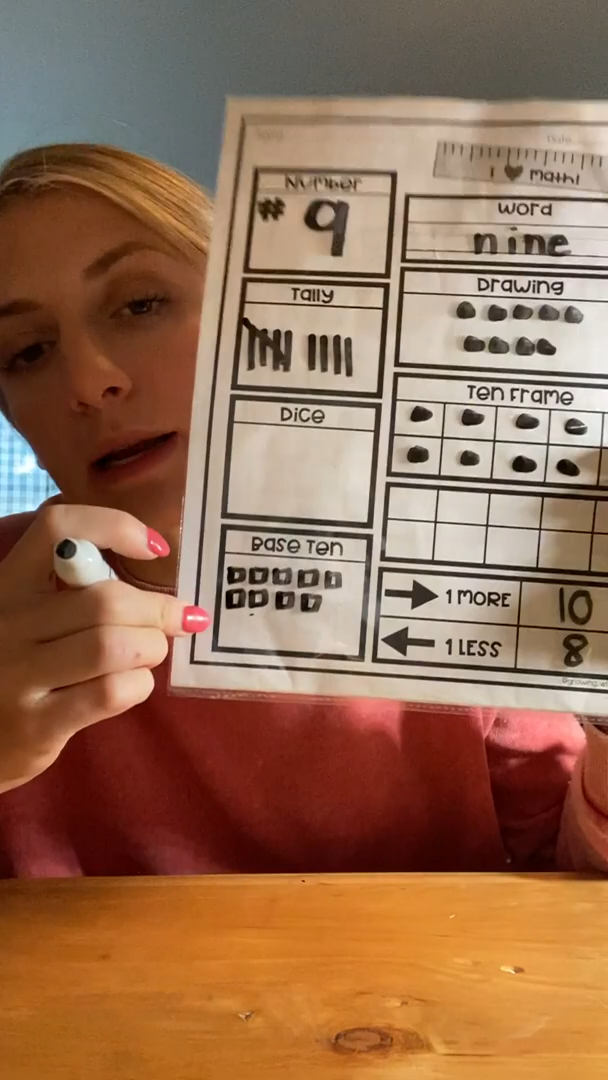 I ♥ Math!
Number
# 9
Word
nine
Tally
Drawing
Dice
Ten Frame
Base Ten
1 MORE 10
1 LESS 8